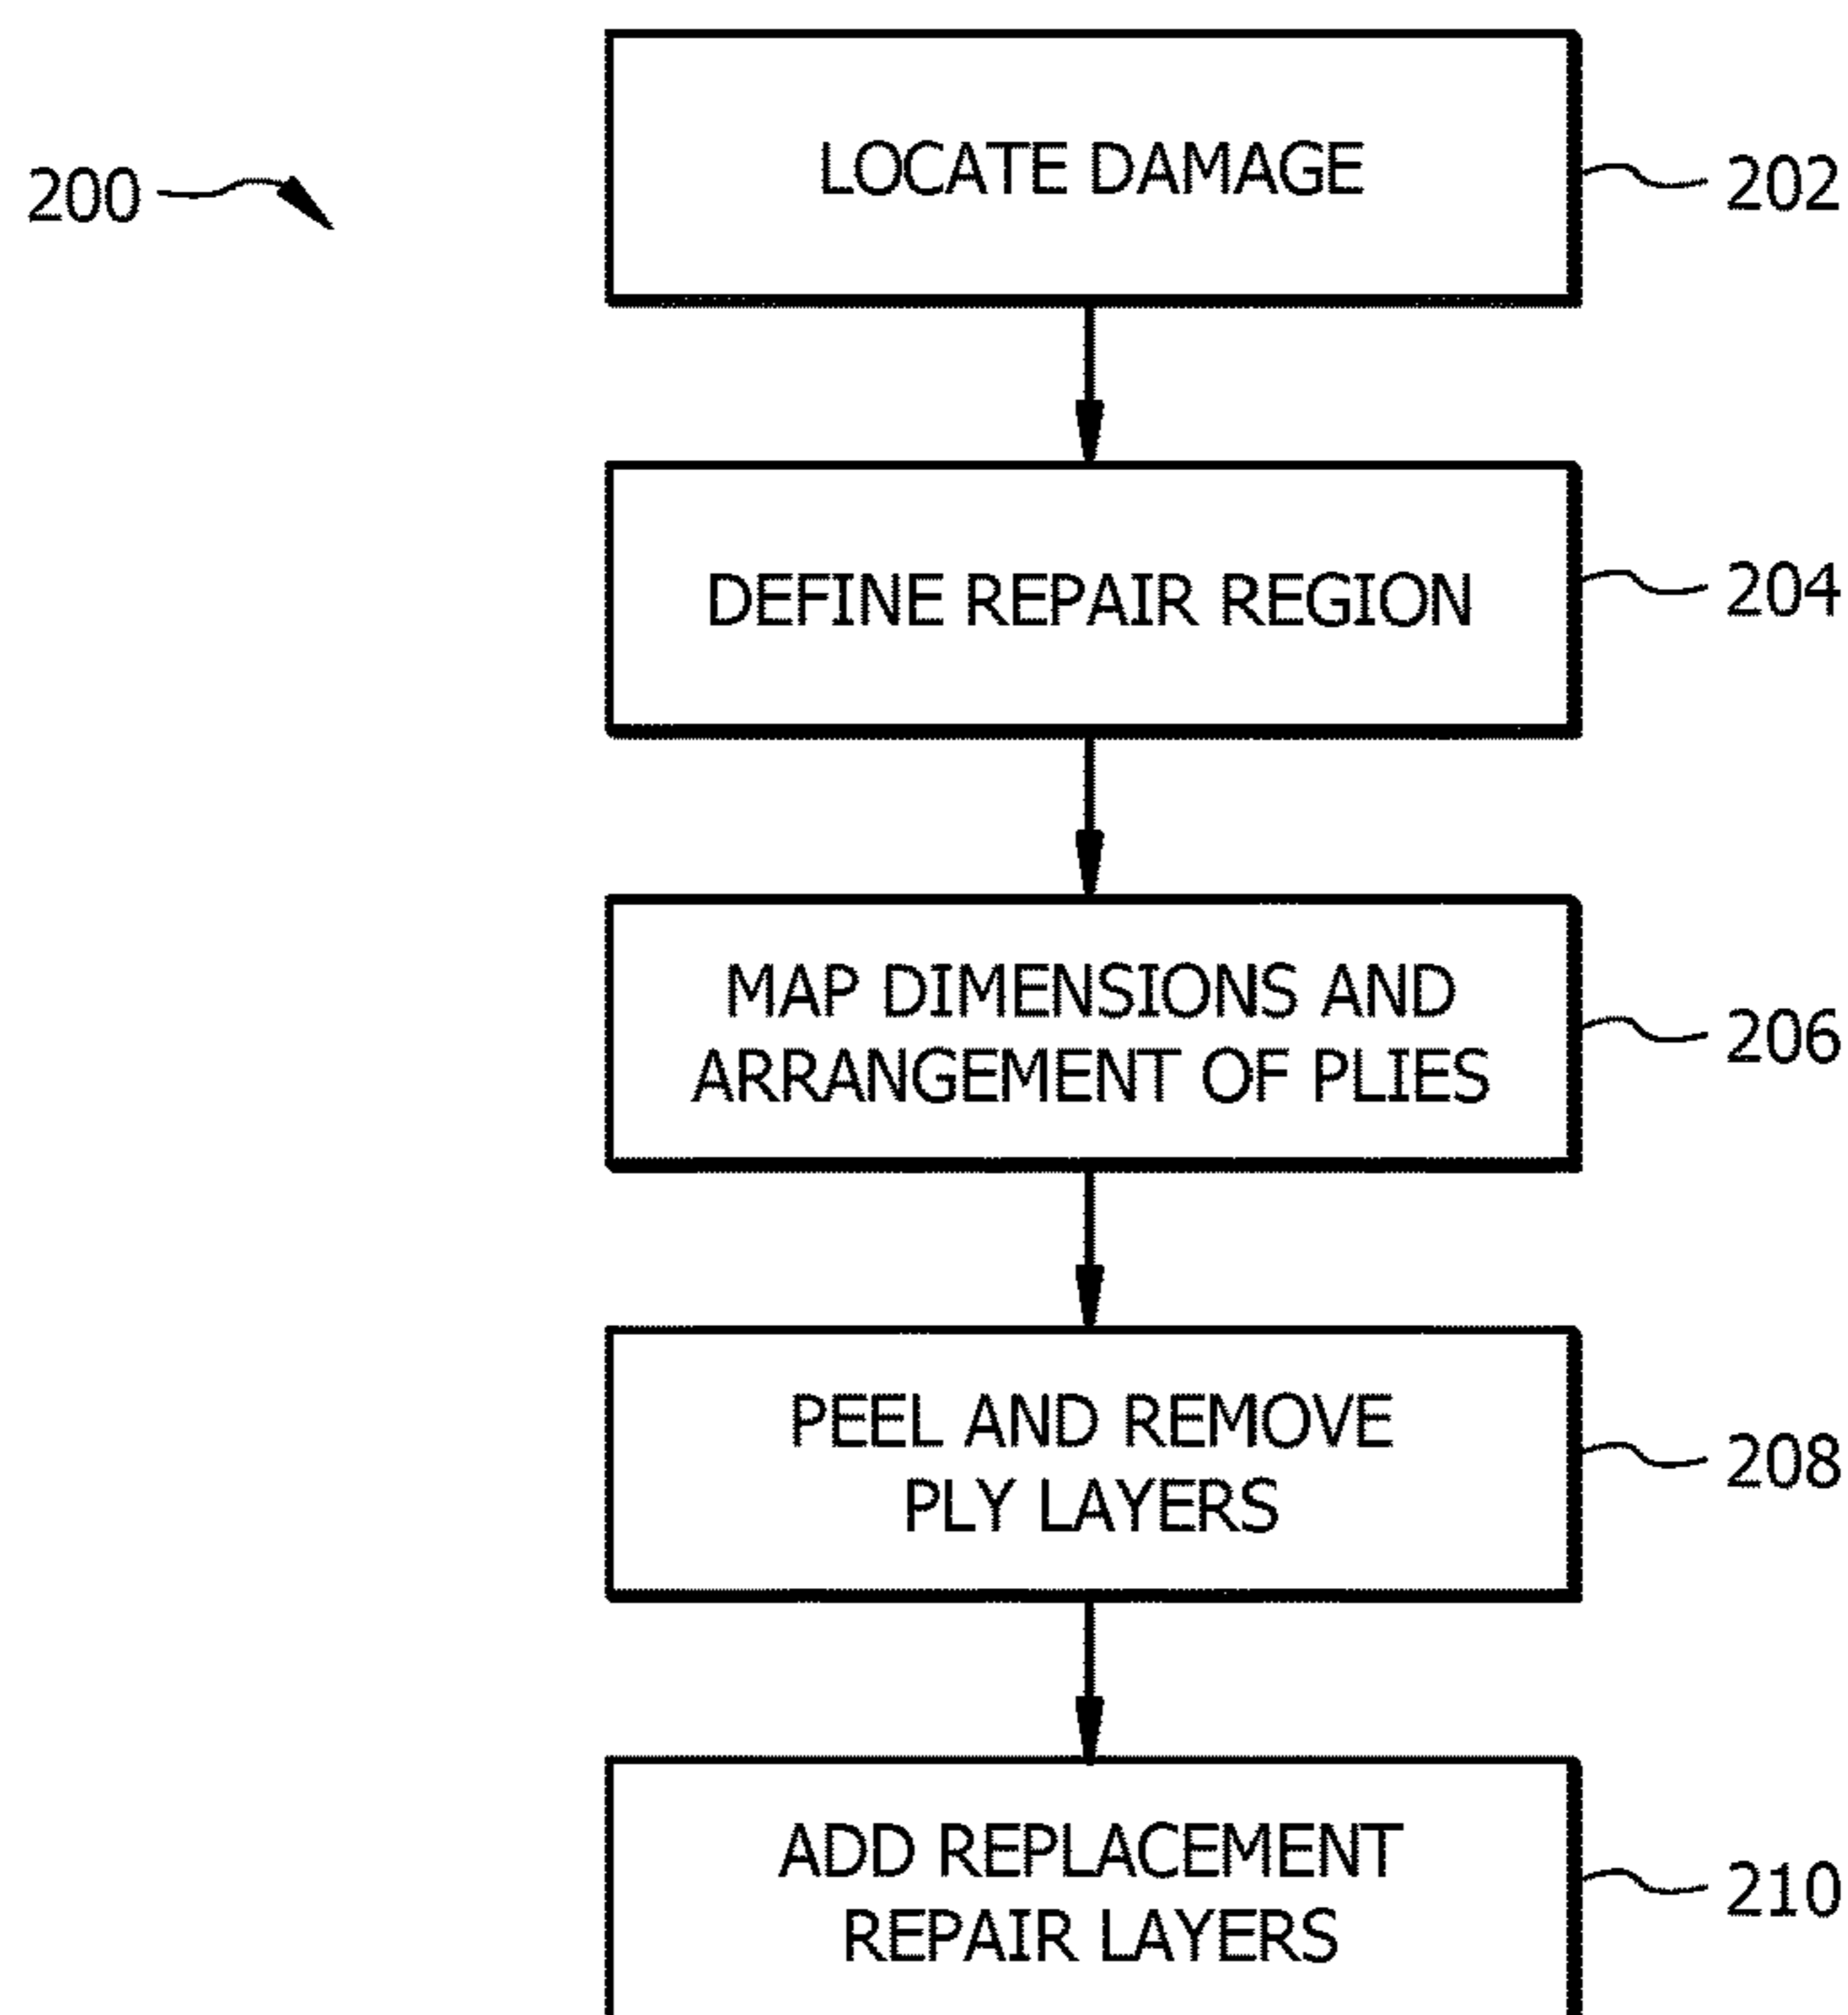 200
LOCATE DAMAGE
202
DEFINE REPAIR REGION
204
MAP DIMENSIONS AND
ARRANGEMENT OF PLIES
206
PEEL AND REMOVE
PLY LAYERS
208
ADD REPLACEMENT
REPAIR LAYERS
210